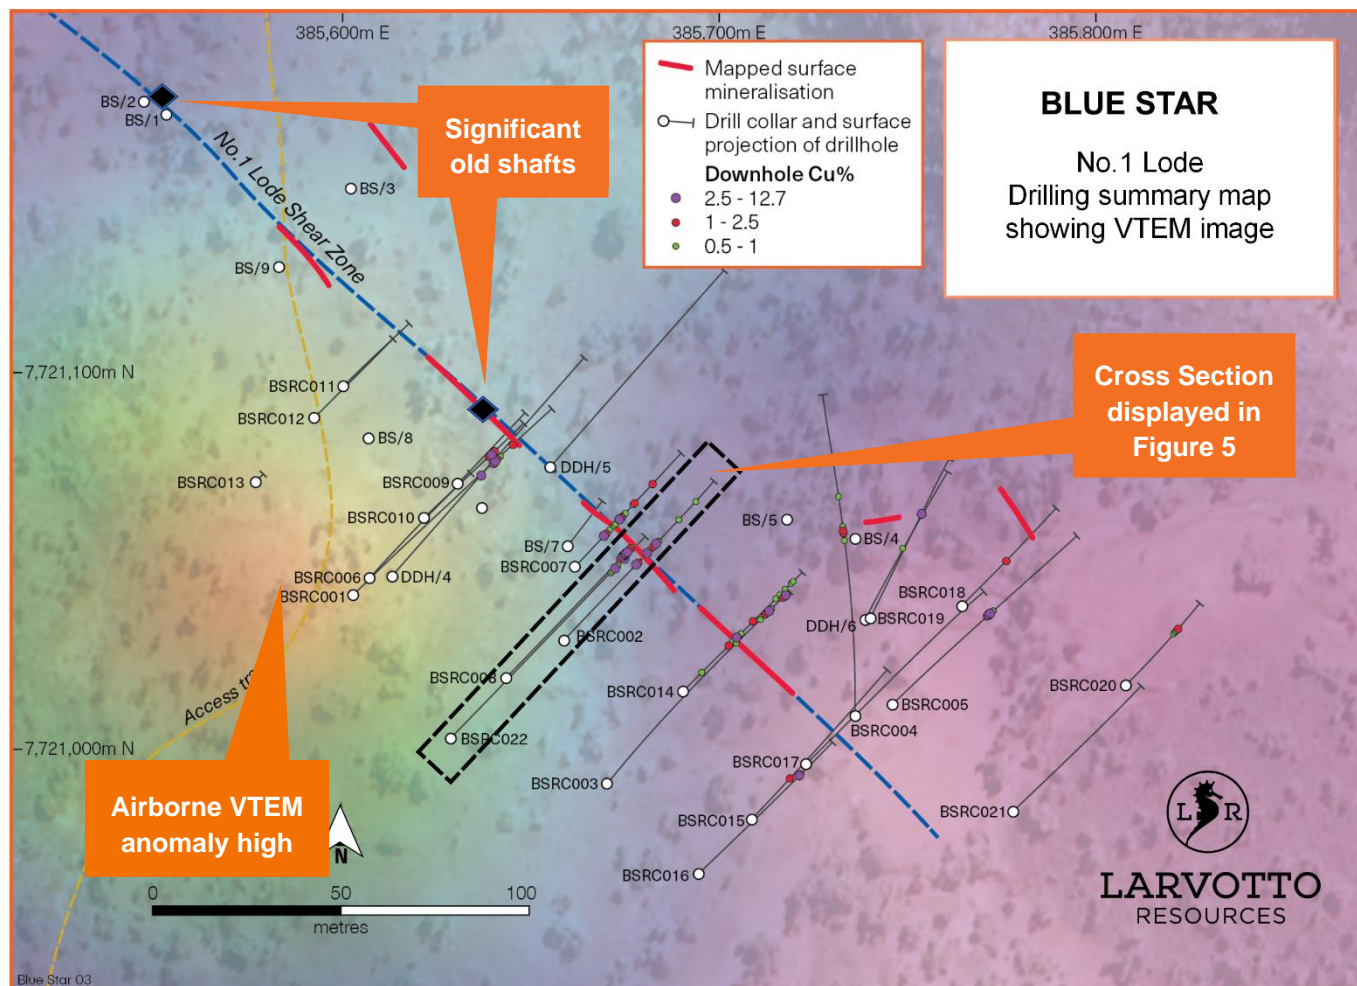 385,600m E
385,700m E
385,800m E
BS/2
BS/1
No.1 Lode Shear Zone
Significant
old shafts
BS/3
BS/9
Mapped surface
mineralisation
Drill collar and surface
projection of drillhole
Downhole Cu%
2.5 - 12.7
1 - 2.5
0.5 - 1
BLUE STAR
No.1 Lode
Drilling summary map
showing VTEM image
7,721,100m N
BSRC011
BSRC012
BS/8
BSRC013
BSRC009
BSRC010
DDH/5
BSRC006
BSRC001
DDH/4
BS/7
BSRC007
Cross Section
displayed in
Figure 5
BS/5
BS/4
BSRC018
DDH/6
BSRC019
BSRC002
BSRC008
BSRC014
BSRC005
BSRC004
BSRC020
Access
7,721,000m N
BSRC022
BSRC003
BSRC017
BSRC015
BSRC016
BSRC021
Airborne VTEM
anomaly high
N
0
50
100
metres
L R
LARVOTTO
RESOURCES
Blue Star 03